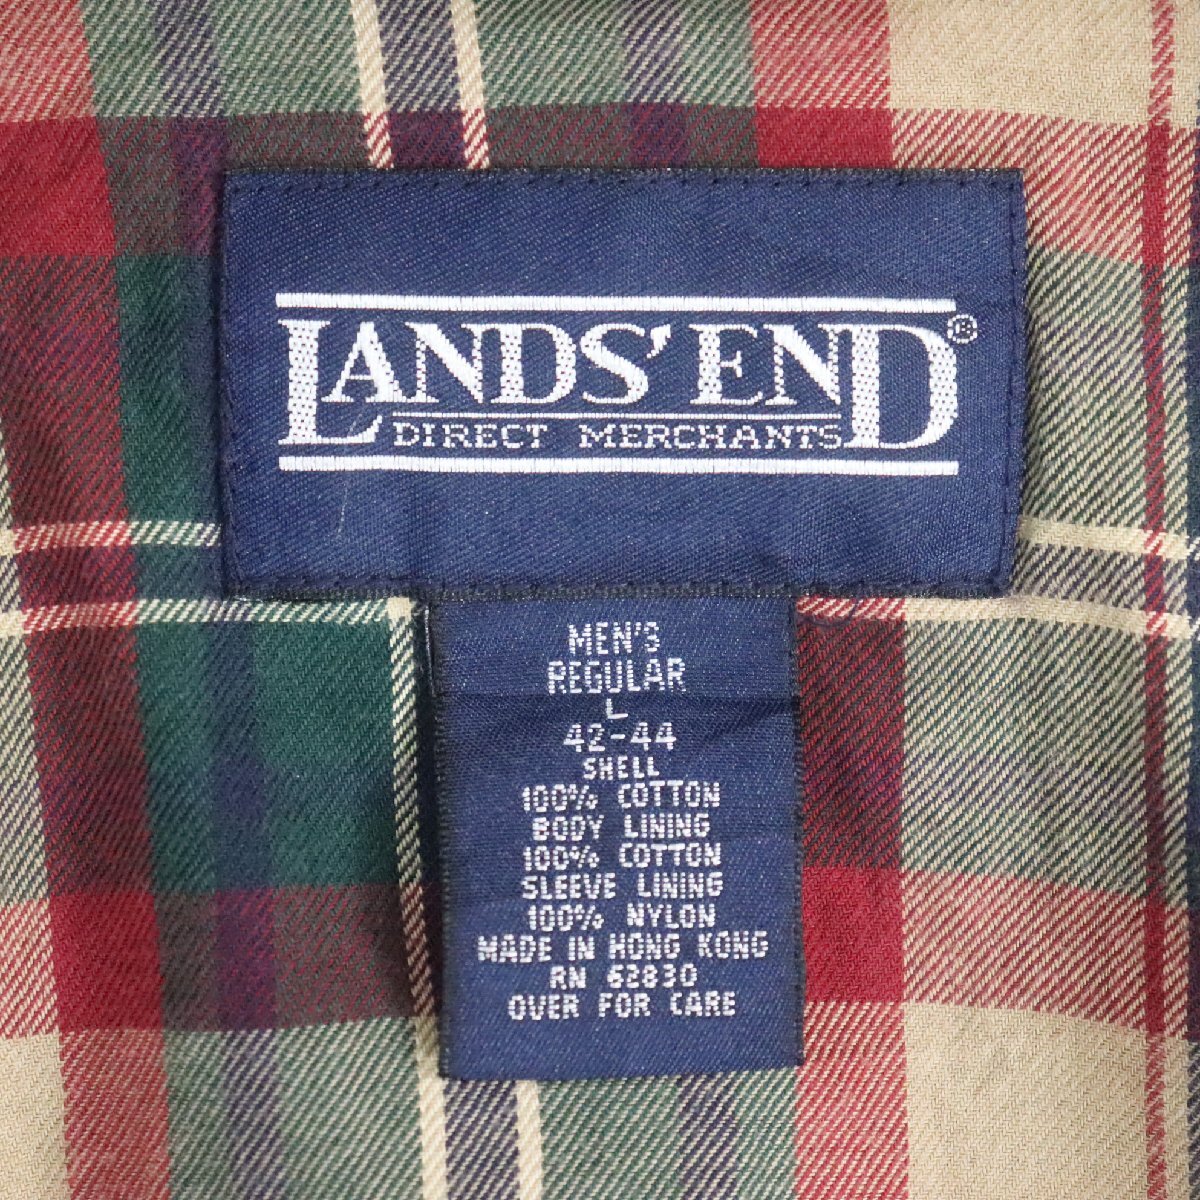 LANDS' END®
DIRECT MERCHANTS
MEN'S
REGULAR
L
42-44
SHELL
100% COTTON
BODY LINING
100% COTTON
SLEEVE LINING
100% NYLON
MADE IN HONG KONG
RN 62830
OVER FOR CARE